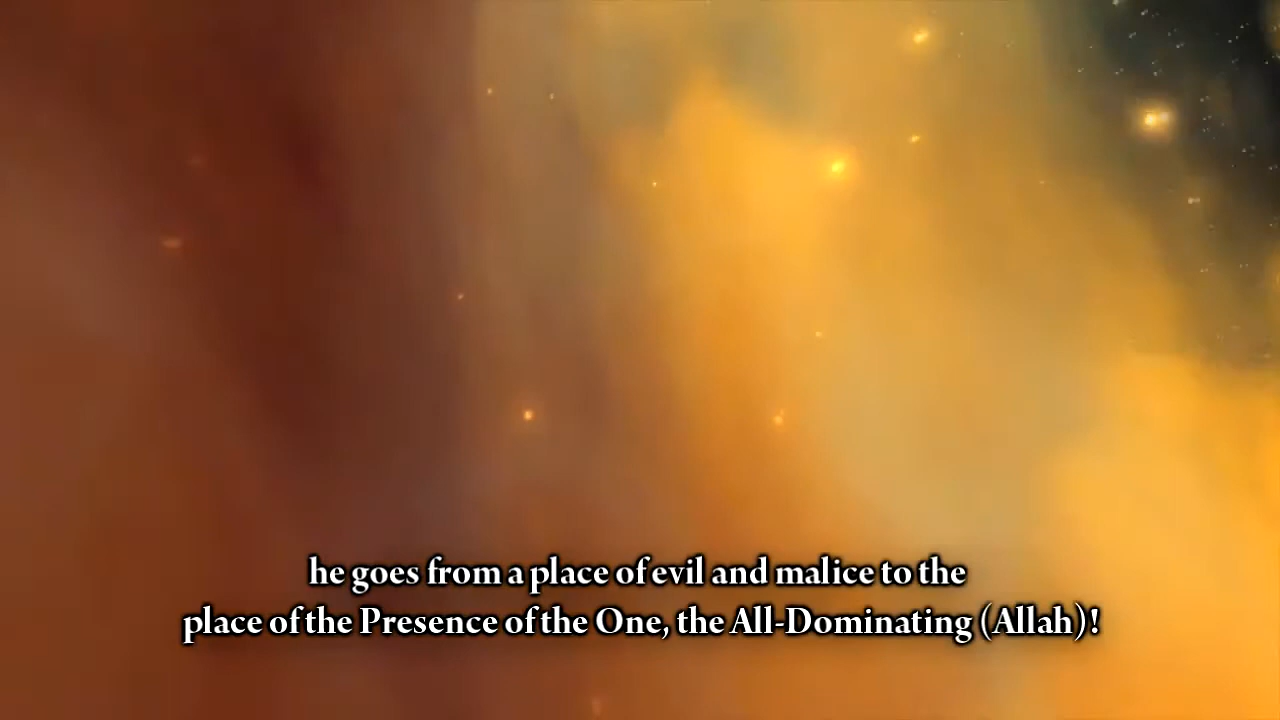 he goes from a place of evil and malice to the
place of the Presence of the One, the All-Dominating (Allah)!